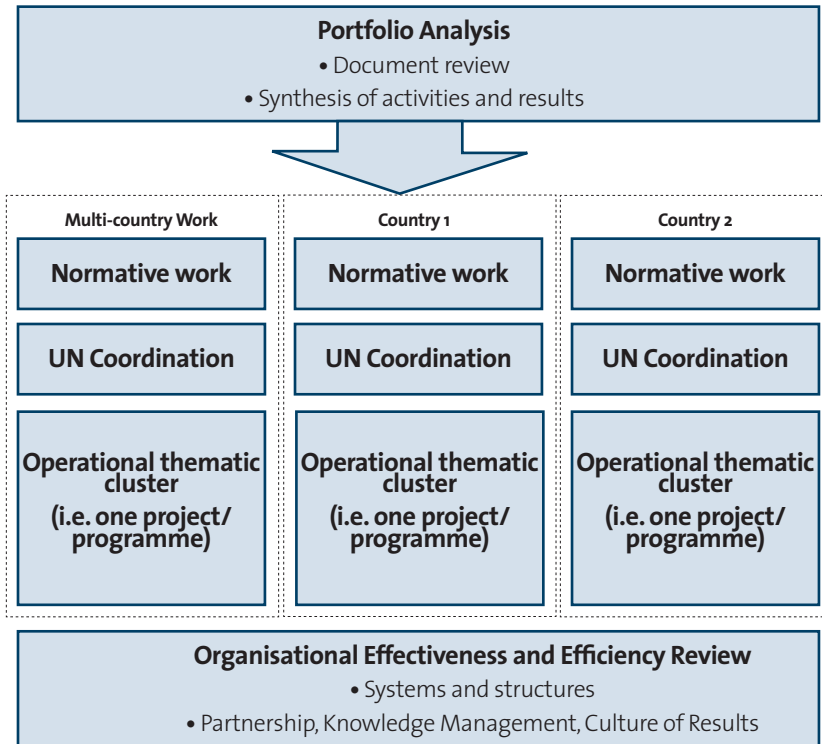 Portfolio Analysis
• Document review
• Synthesis of activities and results
Multi-country Work
Normative work
UN Coordination
Operational thematic
cluster
(i.e. one project/
programme)
Country 1
Normative work
UN Coordination
Operational thematic
cluster
(i.e. one project/
programme)
Country 2
Normative work
UN Coordination
Operational thematic
cluster
(i.e. one project/
programme)
Organisational Effectiveness and Efficiency Review
• Systems and structures
• Partnership, Knowledge Management, Culture of Results